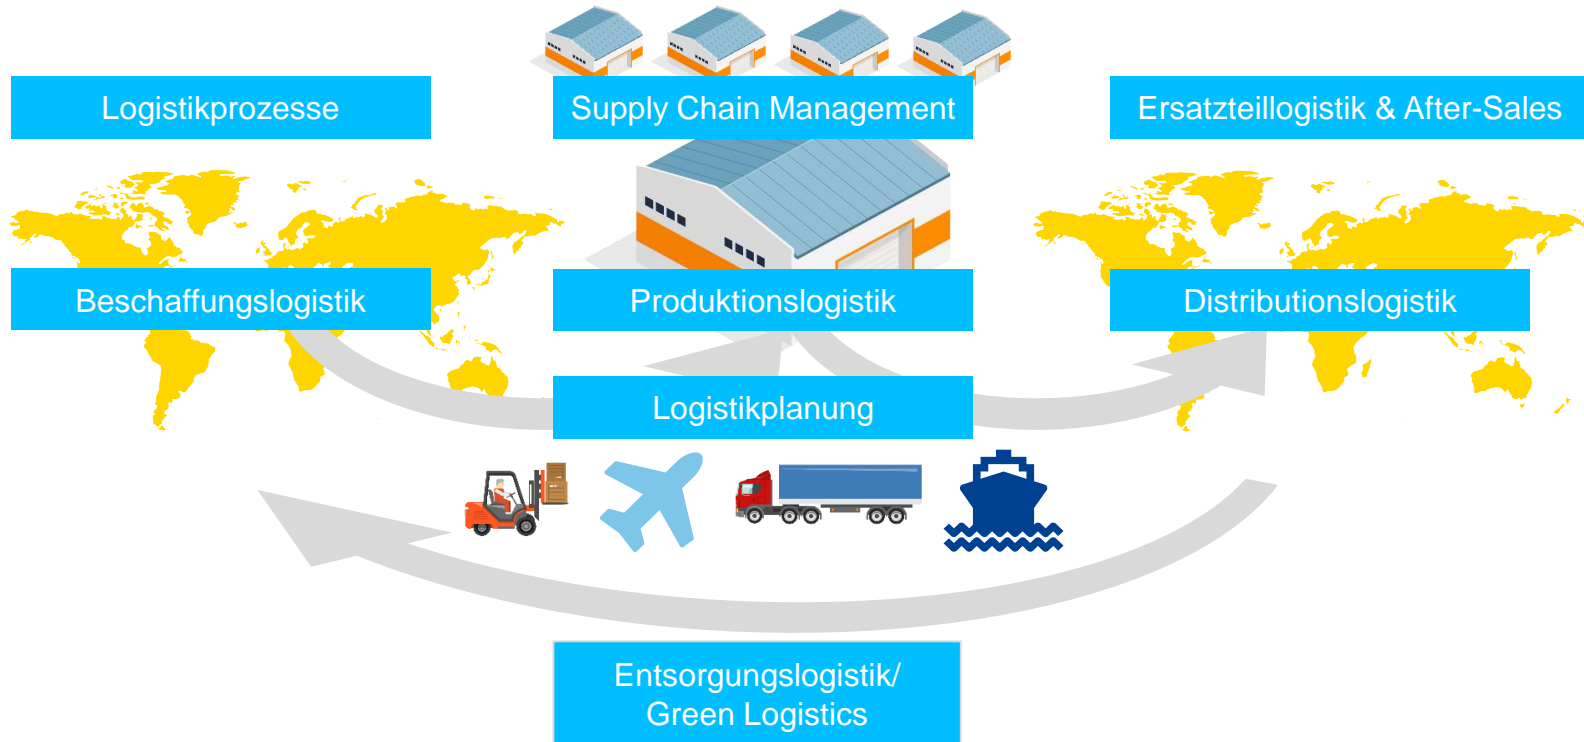 Logistikprozesse
Supply Chain Management
Ersatzteillogistik & After-Sales
Beschaffungslogistik
Produktionslogistik
Distributionslogistik
Logistikplanung
Entsorgungslogistik/
Green Logistics